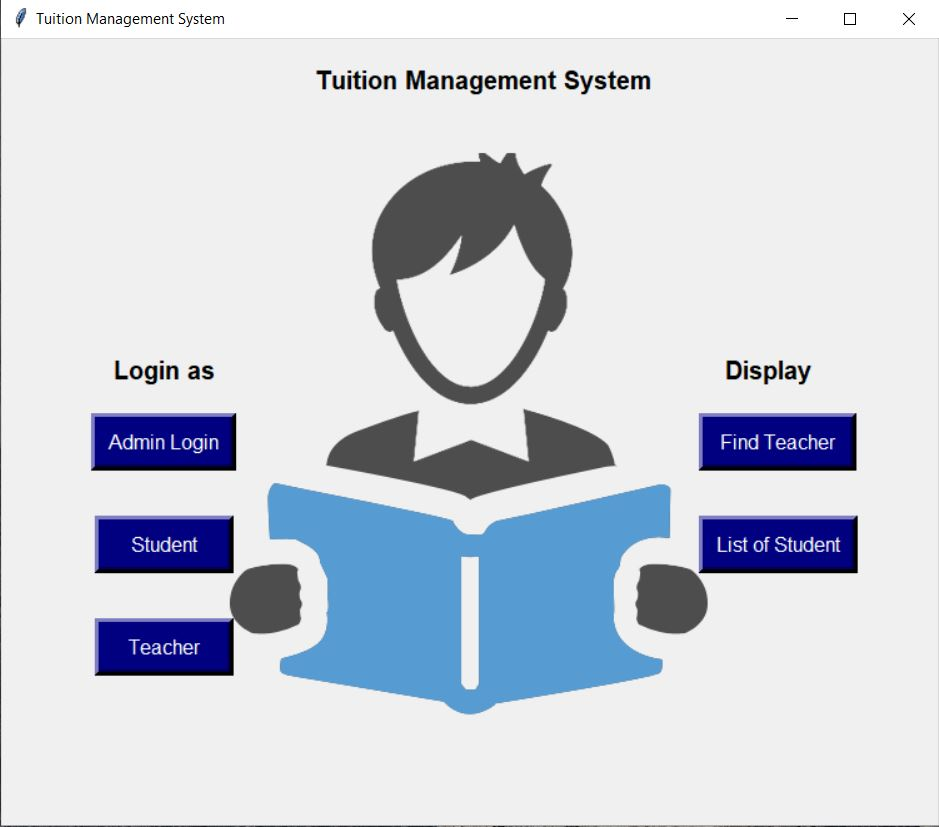 Tuition Management System
Tuition Management System
Login as
Admin Login
Student
Teacher
Display
Find Teacher
List of Student